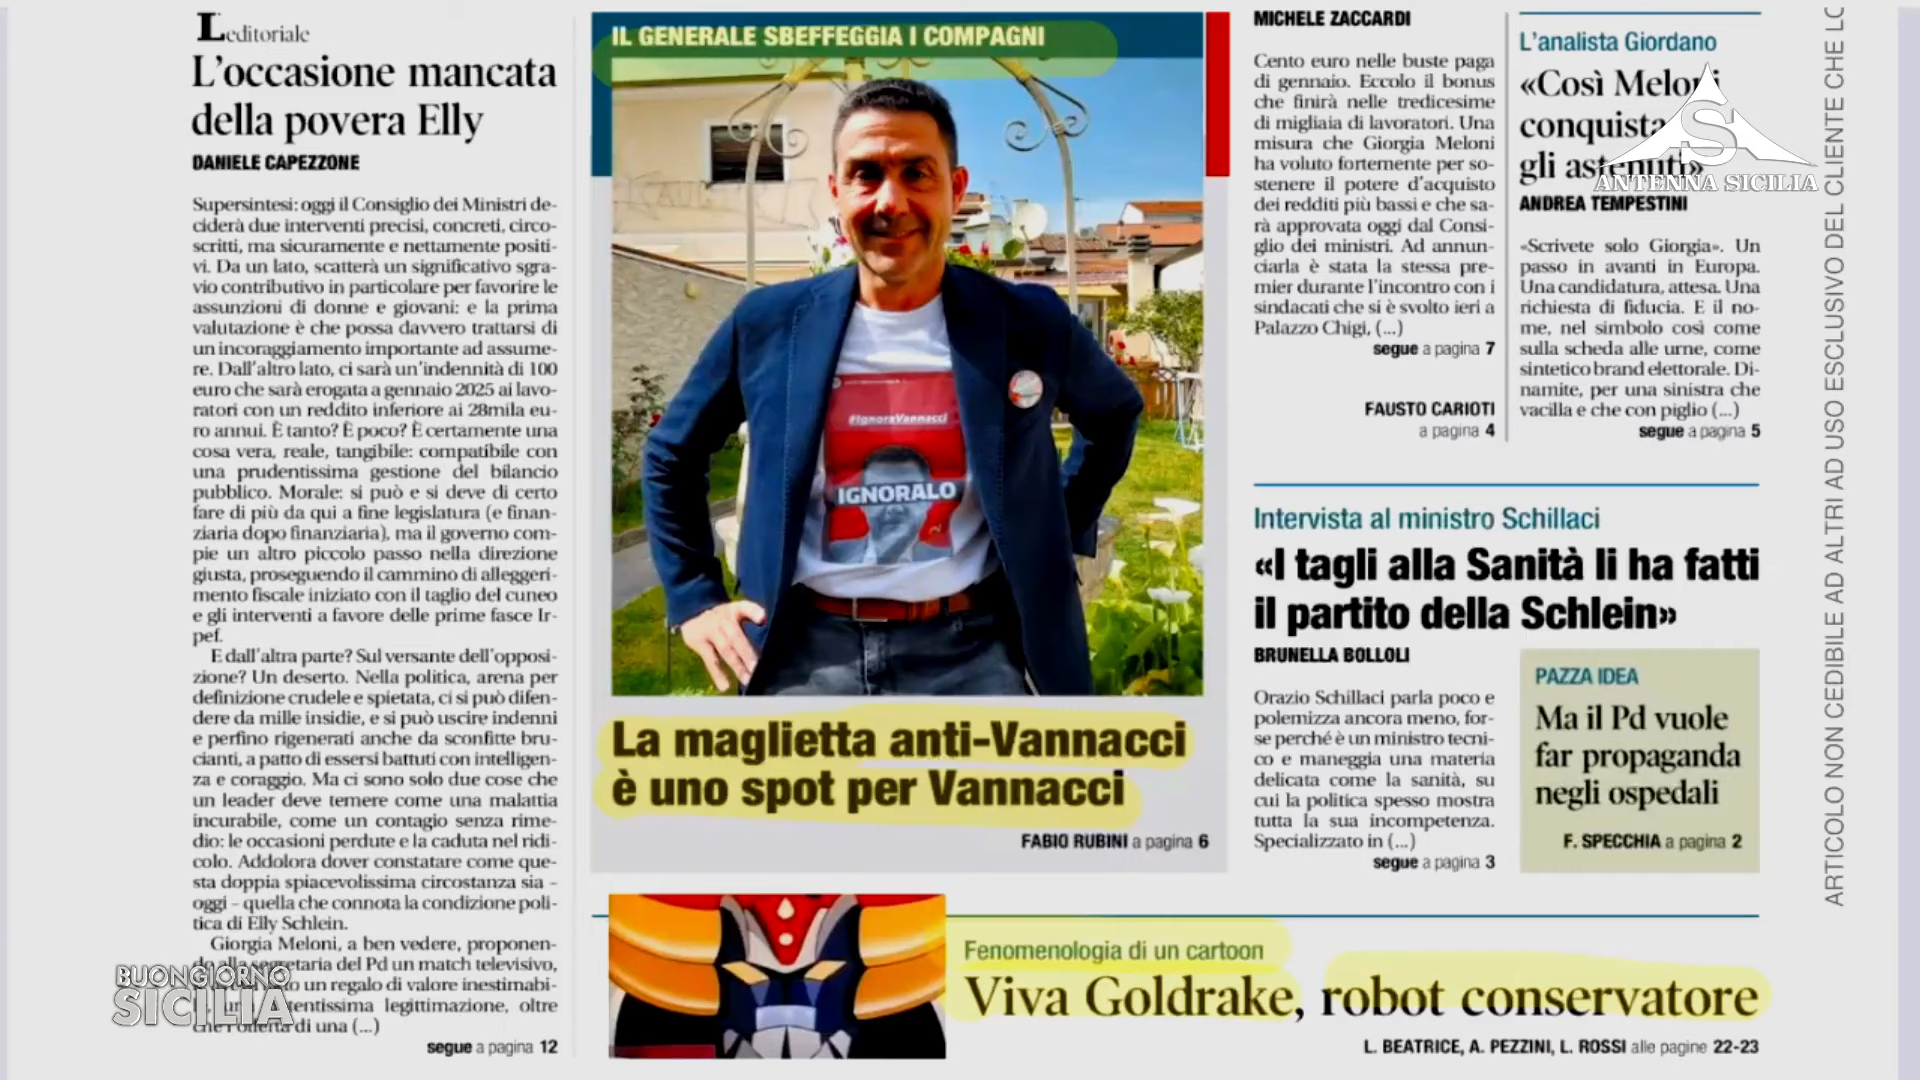 L'editoriale
L'occasione mancata
della povera Elly
DANIELE CAPEZZONE
Supersintesi: oggi il Consiglio dei Ministri de-
ciderà due interventi precisi, concreti, circo-
scritti, ma sicuramente e nettamente positi-
vi. Da un lato, scatterà un significativo sgra-
vio contributivo in particolare per favorire le
assunzioni di donne e giovani: e la prima
valutazione è che possa davvero trattarsi di
un incoraggiamento importante ad assume-
re. Dall'altro lato, ci sarà un'indennità di 100
euro che sarà erogata a gennaio 2025 ai lavo-
ratori con un reddito inferiore ai 28mila eu-
ro annui. È tanto? È poco? È certamente una
cosa vera, reale, tangibile: compatibile con
una prudentissima gestione del bilancio
pubblico. Morale: si può e si deve di certo
fare di più da qui a fine legislatura (e finan-
ziaria dopo finanziaria), ma il governo com-
pie un altro piccolo passo nella direzione
giusta, proseguendo il cammino di alleggeri-
mento fiscale iniziato con il taglio del cuneo
e gli interventi a favore delle prime fasce Ir-
pef.
E dall'altra parte? Sul versante dell'opposi-
zione? Un deserto. Nella politica, arena per
definizione crudele e spietata, ci si può difen-
dere da mille insidie, e si può uscire indenni
e perfino rigenerati anche da sconfitte bru-
cianti, a patto di essersi battuti con intelligen-
za e coraggio. Ma ci sono solo due cose che
un leader deve temere come una malattia
incurabile, come un contagio senza rime-
dio: le occasioni perdute e la caduta nel ridi-
colo. Addolora dover constatare come que-
sta doppia spiacevolissima circostanza sia –
oggi – quella che connota la condizione poli-
tica di Elly Schlein.
Giorgia Meloni, a ben vedere, proponen-
do alla segretaria del Pd un match televisivo,
un regalo di valore inestimabi-
legittimazione, oltre
che l'offerta di una (...)
segue a pagina 12
IL GENERALE SBEFFEGGIA I COMPAGNI
#IgnoraVannacci
IGNORALO
La maglietta anti-Vannacci
è uno spot per Vannacci
FABIO RUBINI a pagina 6
MICHELE ZACCARDI
Cento euro nelle buste paga
di gennaio. Eccolo il bonus
che finirà nelle tredicesime
di migliaia di lavoratori. Una
misura che Giorgia Meloni
ha voluto fortemente per so-
stenere il potere d'acquisto
dei redditi più bassi e che sa-
rà approvata oggi dal Consi-
glio dei ministri. Ad annun-
ciarla è stata la stessa pre-
mier durante l'incontro con i
sindacati che si è svolto ieri a
Palazzo Chigi, (...)
segue a pagina 7
FAUSTO CARIOTI
a pagina 4
L'analista Giordano
«Così Meloni
conquista
gli astenuti»
ANDREA TEMPESTINI
«Scrivete solo Giorgia». Un
passo in avanti in Europa.
Una candidatura, attesa. Una
richiesta di fiducia. E il no-
me, nel simbolo così come
sulla scheda alle urne, come
sintetico brand elettorale. Di-
namite, per una sinistra che
vacilla e che con piglio (...)
segue a pagina 5
Intervista al ministro Schillaci
«I tagli alla Sanità li ha fatti
il partito della Schlein»
BRUNELLA BOLLOLI
Orazio Schillaci parla poco e
polemizza ancora meno, for-
se perché è un ministro tecni-
co e maneggia una materia
delicata come la sanità, su
cui la politica spesso mostra
tutta la sua incompetenza.
Specializzato in (...)
segue a pagina 3
PAZZA IDEA
Ma il Pd vuole
far propaganda
negli ospedali
F. SPECCHIA a pagina 2
Fenomenologia di un cartoon
Viva Goldrake, robot conservatore
L. BEATRICE, A. PEZZINI, L. ROSSI alle pagine 22-23
ARTICOLO NON CEDIBILE AD ALTRI AD USO ESCLUSIVO DEL CLIENTE CHE LO
S
ANTENNA SICILIA
BUONGIORNO
SICILIA